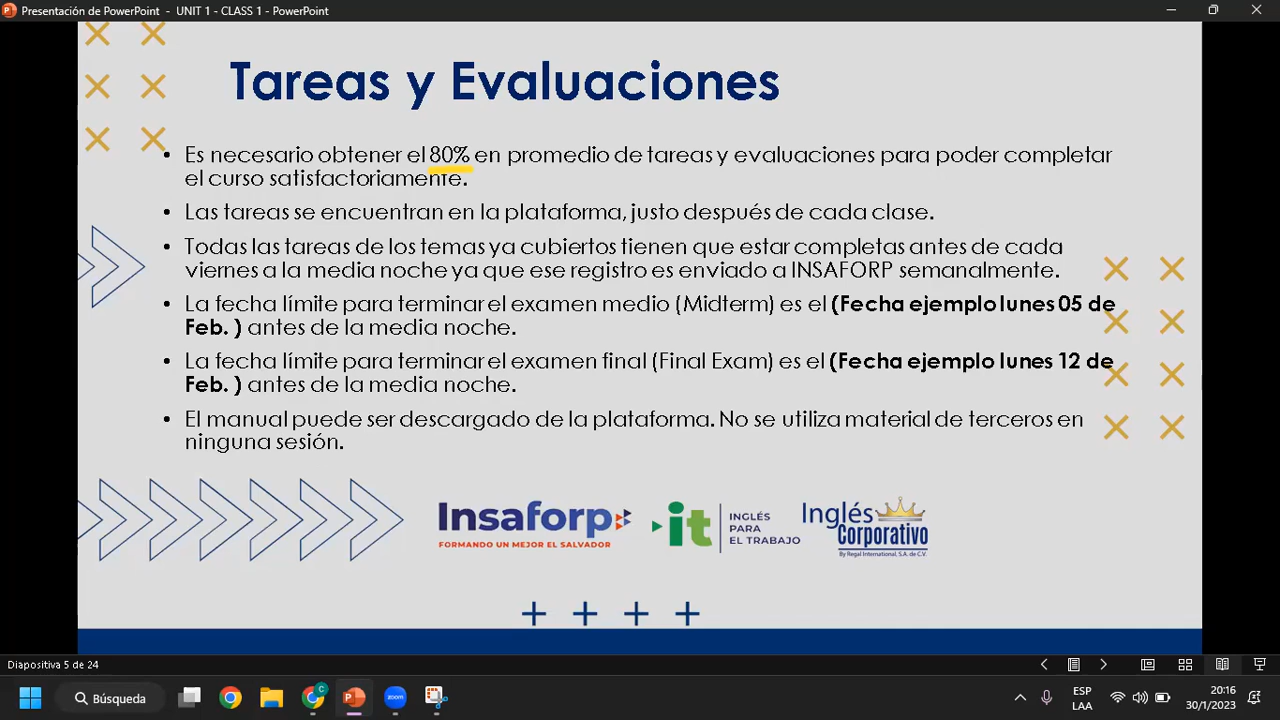 Presentación de PowerPoint - UNIT 1 - CLASS 1 - PowerPoint
Tareas y Evaluaciones
• Es necesario obtener el 80% en promedio de tareas y evaluaciones para poder completar
el curso satisfactoriamente.
• Las tareas se encuentran en la plataforma, justo después de cada clase.
• Todas las tareas de los temas ya cubiertos tienen que estar completas antes de cada
viernes a la media noche ya que ese registro es enviado a INSAFORP semanalmente.
• La fecha límite para terminar el examen medio (Midterm) es el (Fecha ejemplo lunes 05 de
Feb. ) antes de la media noche.
• La fecha límite para terminar el examen final (Final Exam) es el (Fecha ejemplo lunes 12 de
Feb. ) antes de la media noche.
• El manual puede ser descargado de la plataforma. No se utiliza material de terceros en
ninguna sesión.
Insaforp
FORMANDO UN MEJOR EL SALVADOR
it
INGLÉS
PARA
EL TRABAJO
Inglés
Corporativo
By Regal International, S.A. de C.V.
Diapositiva 5 de 24
Búsqueda
ESP
LAA
20:16
30/1/2023